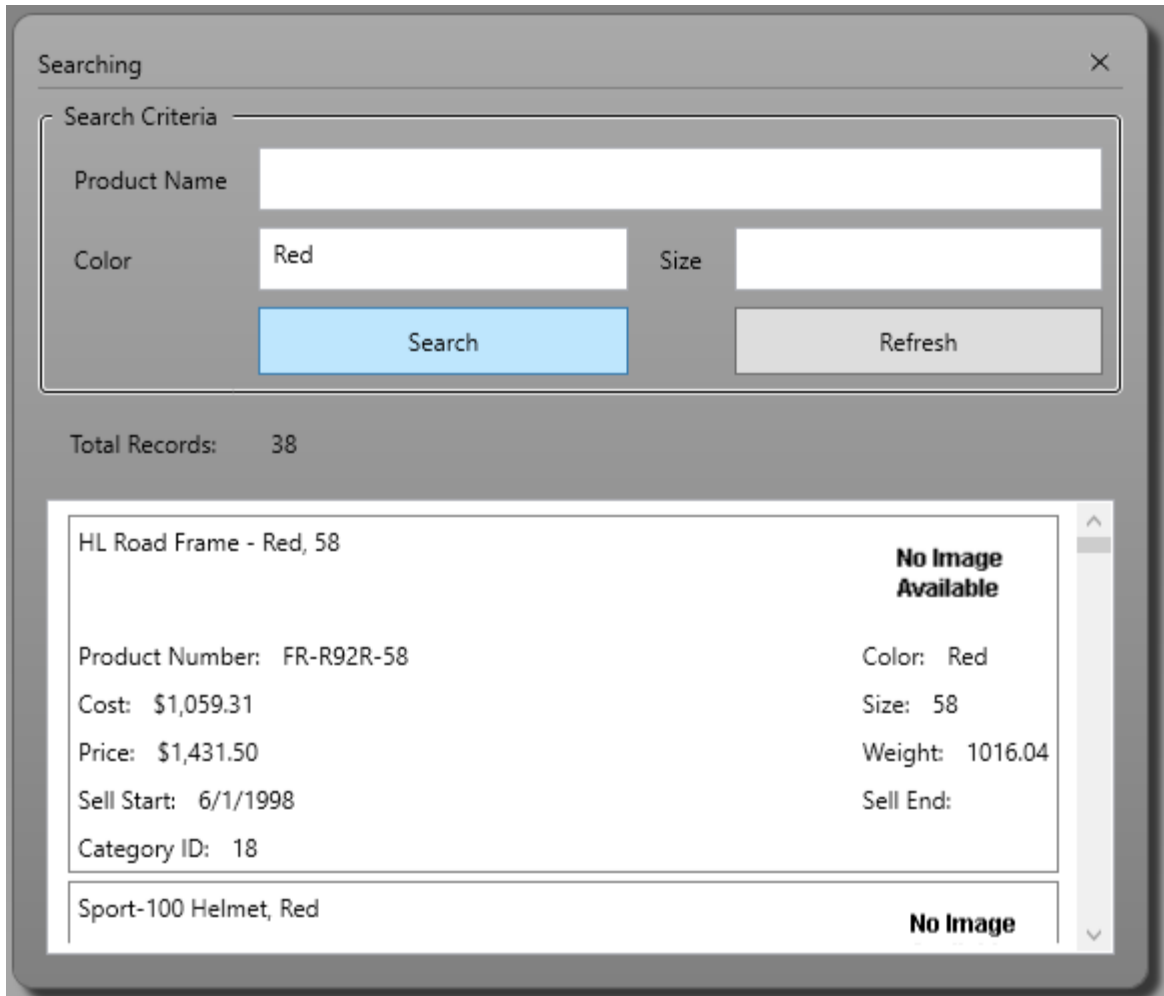 Searching
Search Criteria
Product Name
Color Red Size
Search Refresh
Total Records: 38
HL Road Frame - Red, 58
No Image
Available
Product Number: FR-R92R-58 Color: Red
Cost: $1,059.31 Size: 58
Price: $1,431.50 Weight: 1016.04
Sell Start: 6/1/1998 Sell End:
Category ID: 18
Sport-100 Helmet, Red
No Image